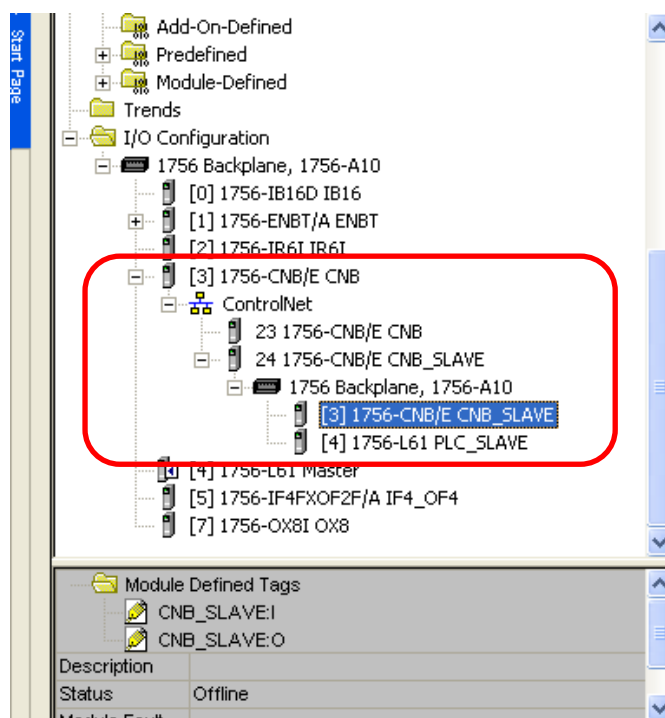 Start Page
Add-On-Defined
Predefined
Module-Defined
Trends
I/O Configuration
1756 Backplane, 1756-A10
[0] 1756-IB16D IB16
[1] 1756-ENBT/A ENBT
[2] 1756-IR6I IR6I
[3] 1756-CNB/E CNB
ControlNet
23 1756-CNB/E CNB
24 1756-CNB/E CNB_SLAVE
1756 Backplane, 1756-A10
[3] 1756-CNB/E CNB_SLAVE
[4] 1756-L61 PLC_SLAVE
[4] 1756-L61 Master
[5] 1756-IF4FXOF2F/A IF4_OF4
[7] 1756-OX8I OX8
Module Defined Tags
CNB_SLAVE:I
CNB_SLAVE:O
Description
Status Offline
Module Fault